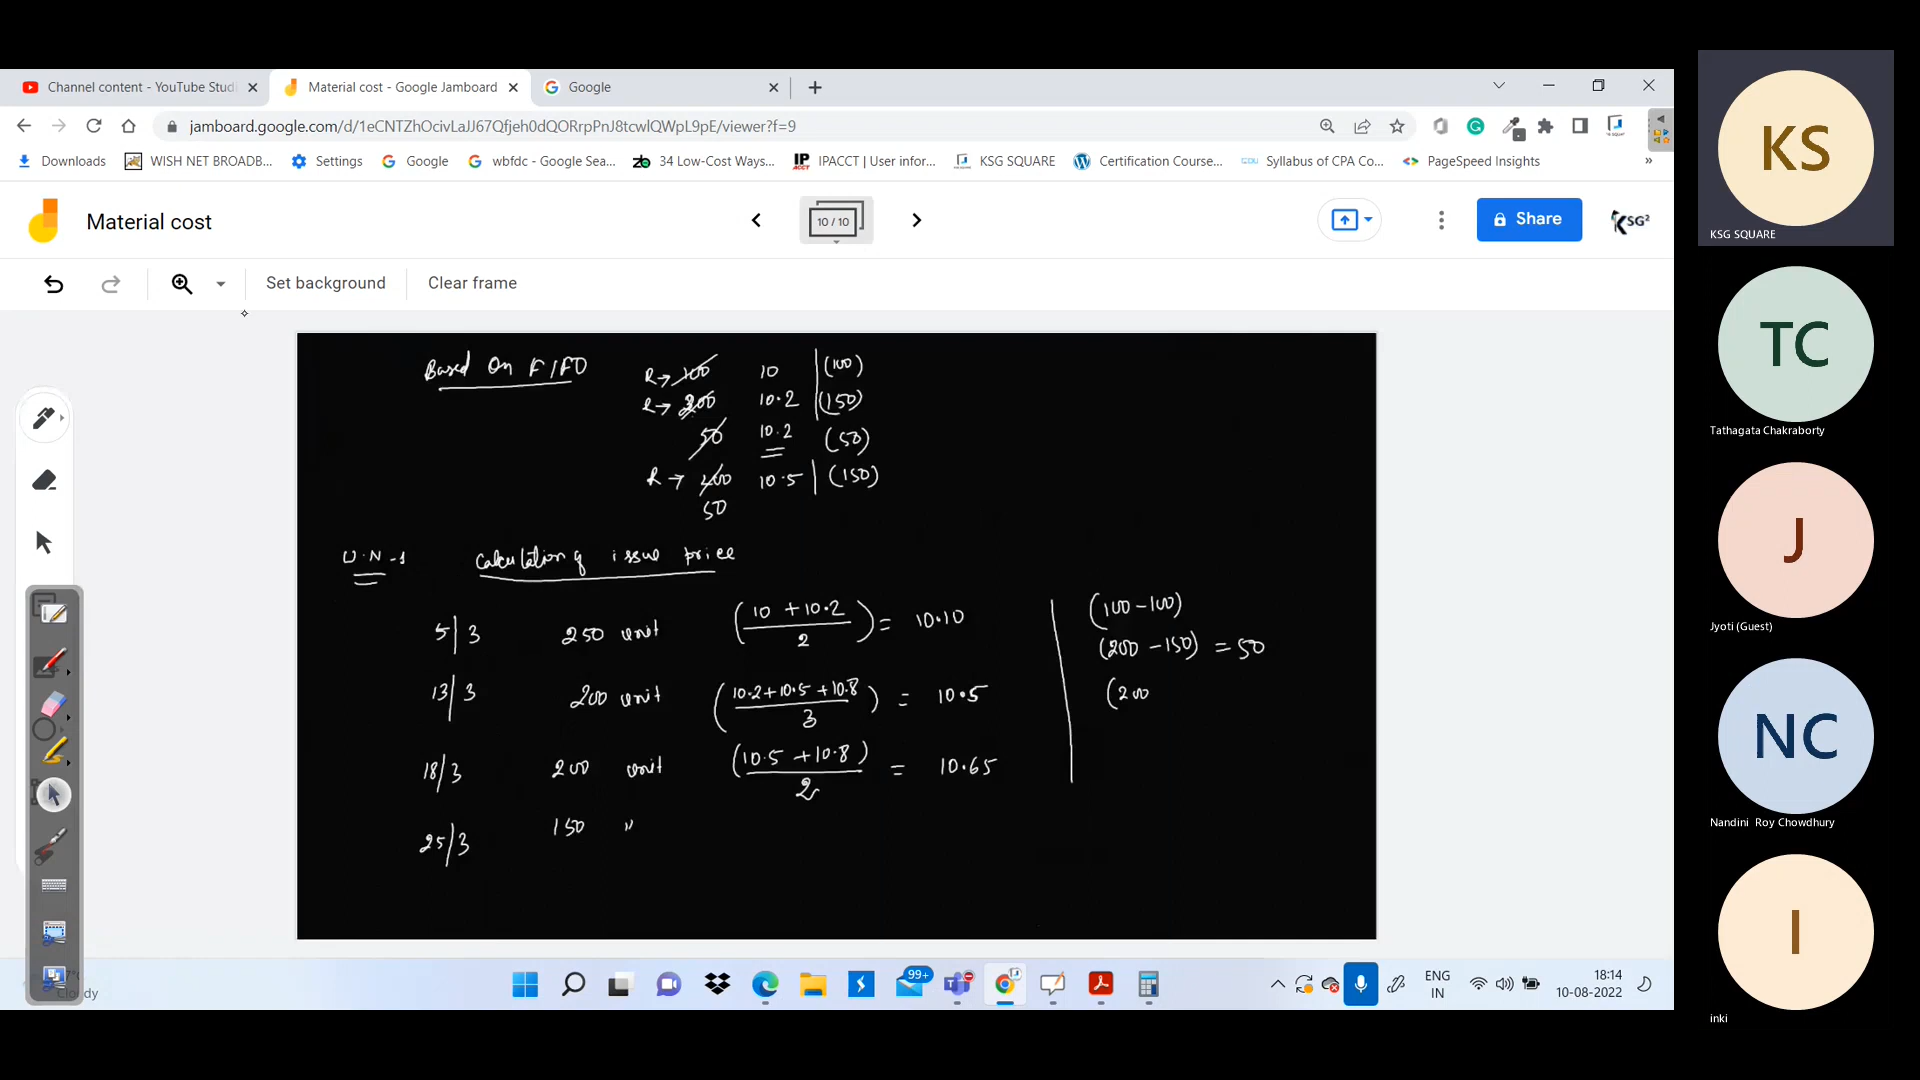 Channel content - YouTube Studi
Material cost - Google Jamboard
Google
jamboard.google.com/d/1eCNTZhOcivLaJJ67Qfjeh0dQORrpPnJ8tcwlQWpL9pE/viewer?f=9
Downloads
WISH NET BROADB...
Settings
Google
wbfdc - Google Sea...
34 Low-Cost Ways...
IPACCT | User infor...
KSG SQUARE
Certification Course...
Syllabus of CPA Co...
PageSpeed Insights
»
Material cost
10 / 10
Share
KSG²
Set background
Clear frame
Based on FIFO
R → 100 10 (100)
R → 200 10.2 (150)
50 10.2 (50)
R → 200 10.5 (150)
50
W.N-1 Calculation of issue price
5/3 250 unit (10 + 10.2 / 2) = 10.10
13/3 200 unit (10.2+10.5+10.8 / 3) = 10.5
18/3 200 unit (10.5 + 10.8 / 2) = 10.65
25/3 150 "
(100 - 100)
(200 - 150) = 50
(200
Cloudy
99+
ENG
IN
18:14
10-08-2022
KS
KSG SQUARE
TC
Tathagata Chakraborty
J
Jyoti (Guest)
NC
Nandini Roy Chowdhury
I
inki